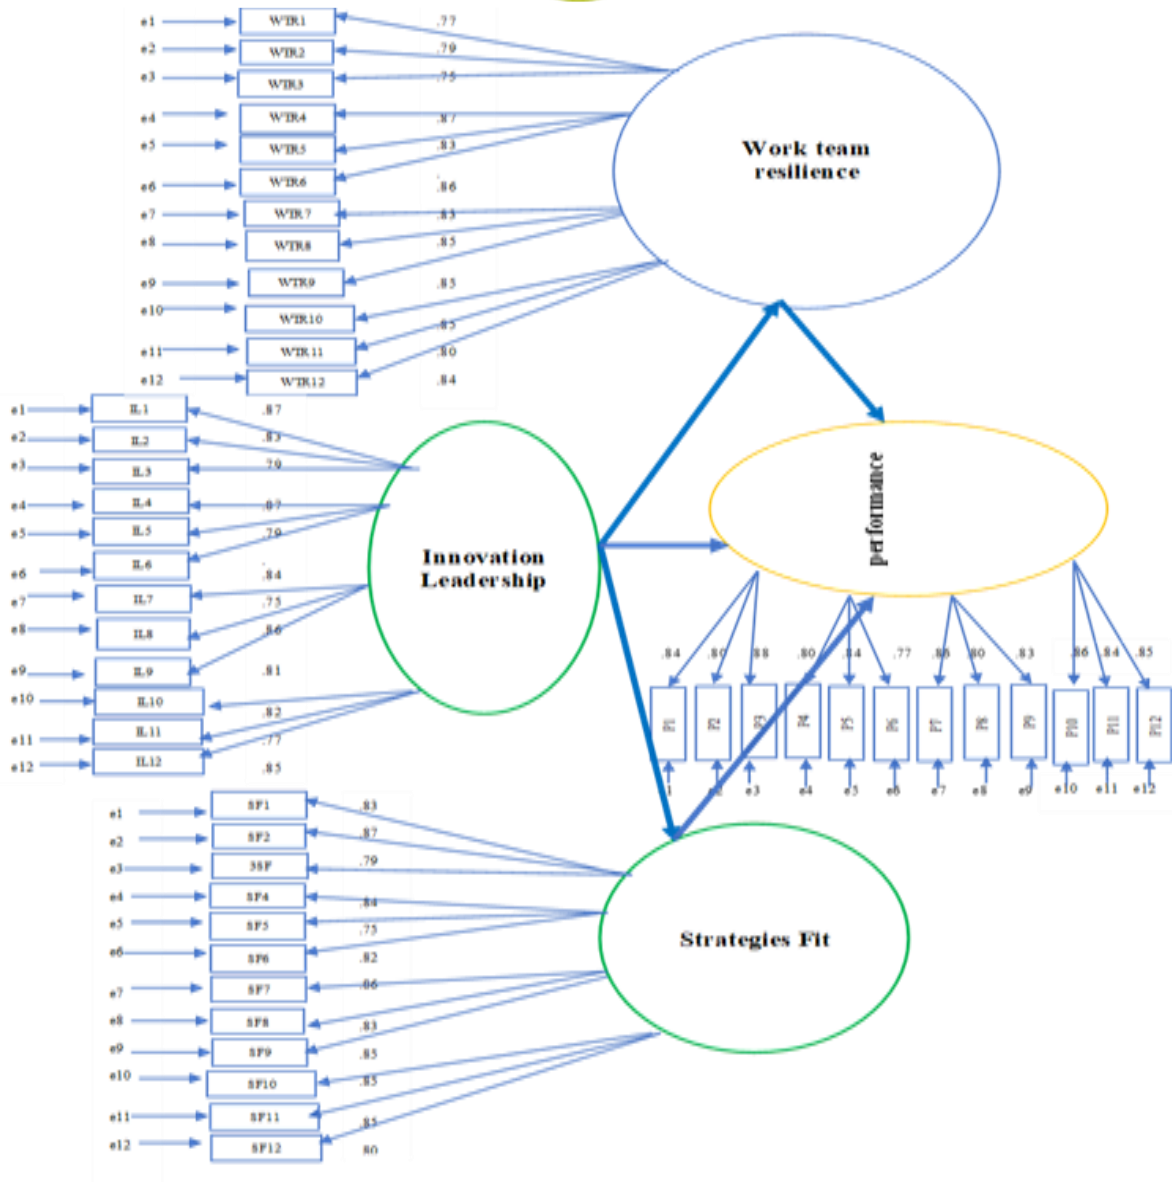 e1 WTR1 .77
e2 WTR2 .79
e3 WTR3 .75
e4 WTR4 .87
e5 WTR5 .83
e6 WTR6 .86
e7 WTR7 .83
e8 WTR8 .85
e9 WTR9 .85
e10 WTR10 .85
e11 WTR11 .80
e12 WTR12 .84
Work team
resilience
e1 IL1 .87
e2 IL2 .83
e3 IL3 .79
e4 IL4 .87
e5 IL5 .79
e6 IL6 .84
e7 IL7 .75
e8 IL8 .86
e9 IL9 .81
e10 IL10 .82
e11 IL11 .77
e12 IL12 .85
Innovation
Leadership
performance
.84 .80 .88 .80 .84 .77 .80 .83 .86 .84 .85
P1 P2 P3 P4 P5 P6 P7 P8 P9 P10 P11 P12
e2 e3 e4 e5 e6 e7 e8 e9 e10 e11 e12
e1 SF1 .83
e2 SF2 .87
e3 3SF .79
e4 SF4 .84
e5 SF5 .75
e6 SF6 .82
e7 SF7 .86
e8 SF8 .83
e9 SF9 .85
e10 SF10 .85
e11 SF11 .85
e12 SF12 .80
Strategies Fit